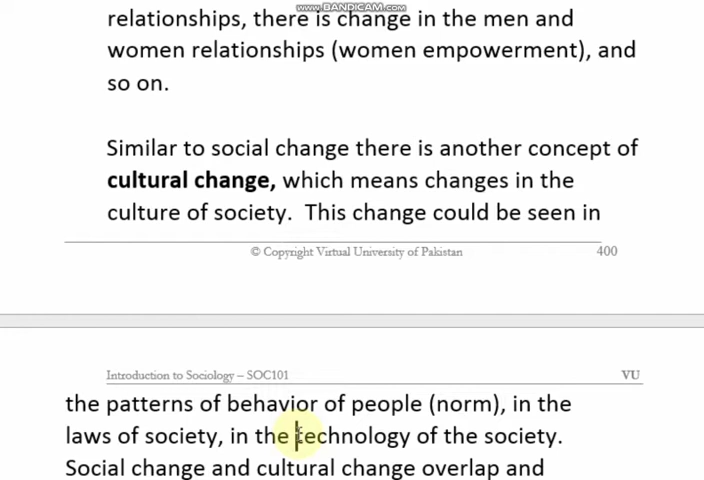 www.BANDICAM.com
relationships, there is change in the men and
women relationships (women empowerment), and
so on.
Similar to social change there is another concept of
cultural change, which means changes in the
culture of society. This change could be seen in
© Copyright Virtual University of Pakistan 400
Introduction to Sociology – SOC101 VU
the patterns of behavior of people (norm), in the
laws of society, in the technology of the society.
Social change and cultural change overlap and